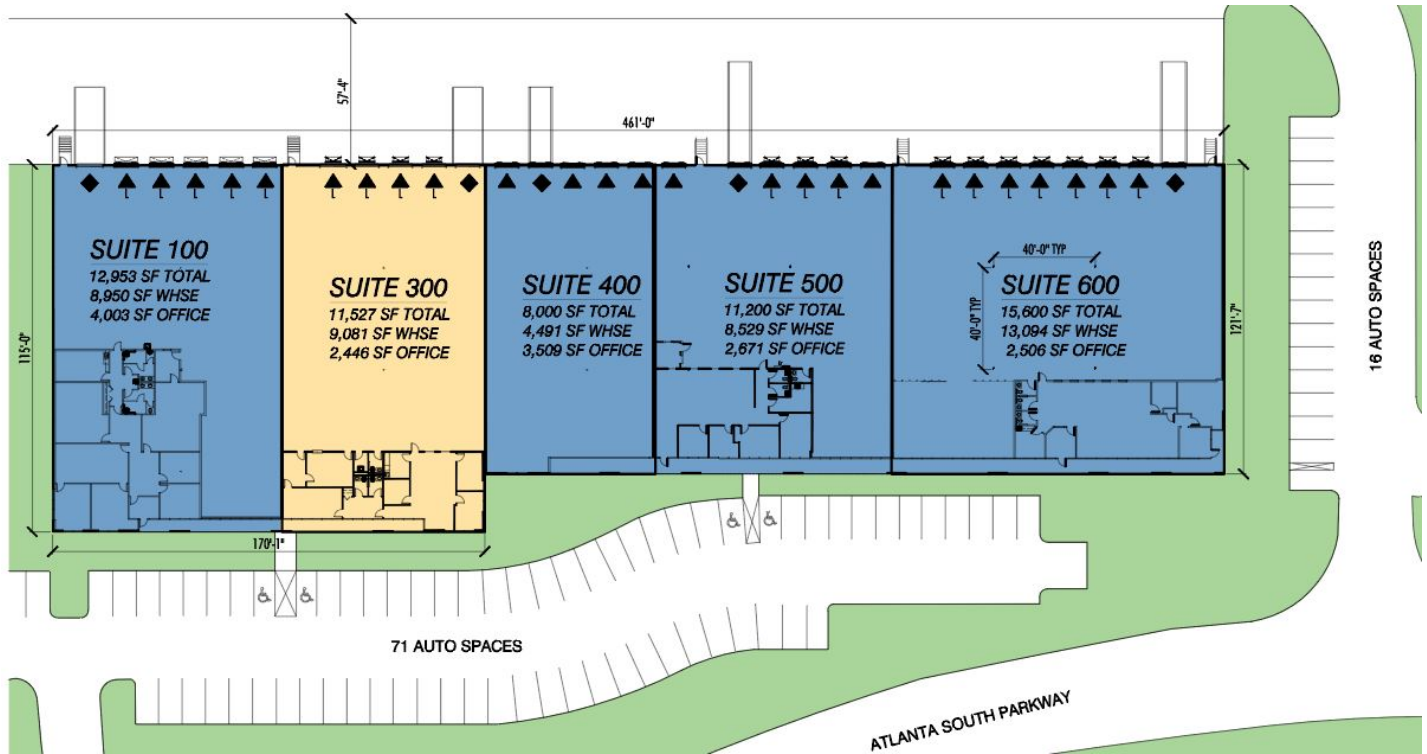 57'-4"
461'-0"
SUITE 100
12,953 SF TOTAL
8,950 SF WHSE
4,003 SF OFFICE
SUITE 300
11,527 SF TOTAL
9,081 SF WHSE
2,446 SF OFFICE
SUITE 400
8,000 SF TOTAL
4,491 SF WHSE
3,509 SF OFFICE
SUITE 500
11,200 SF TOTAL
8,529 SF WHSE
2,671 SF OFFICE
40'-0" TYP
40'-0" TYP
SUITE 600
15,600 SF TOTAL
13,094 SF WHSE
2,506 SF OFFICE
115'-0"
121'-7"
16 AUTO SPACES
170'-1"
71 AUTO SPACES
ATLANTA SOUTH PARKWAY